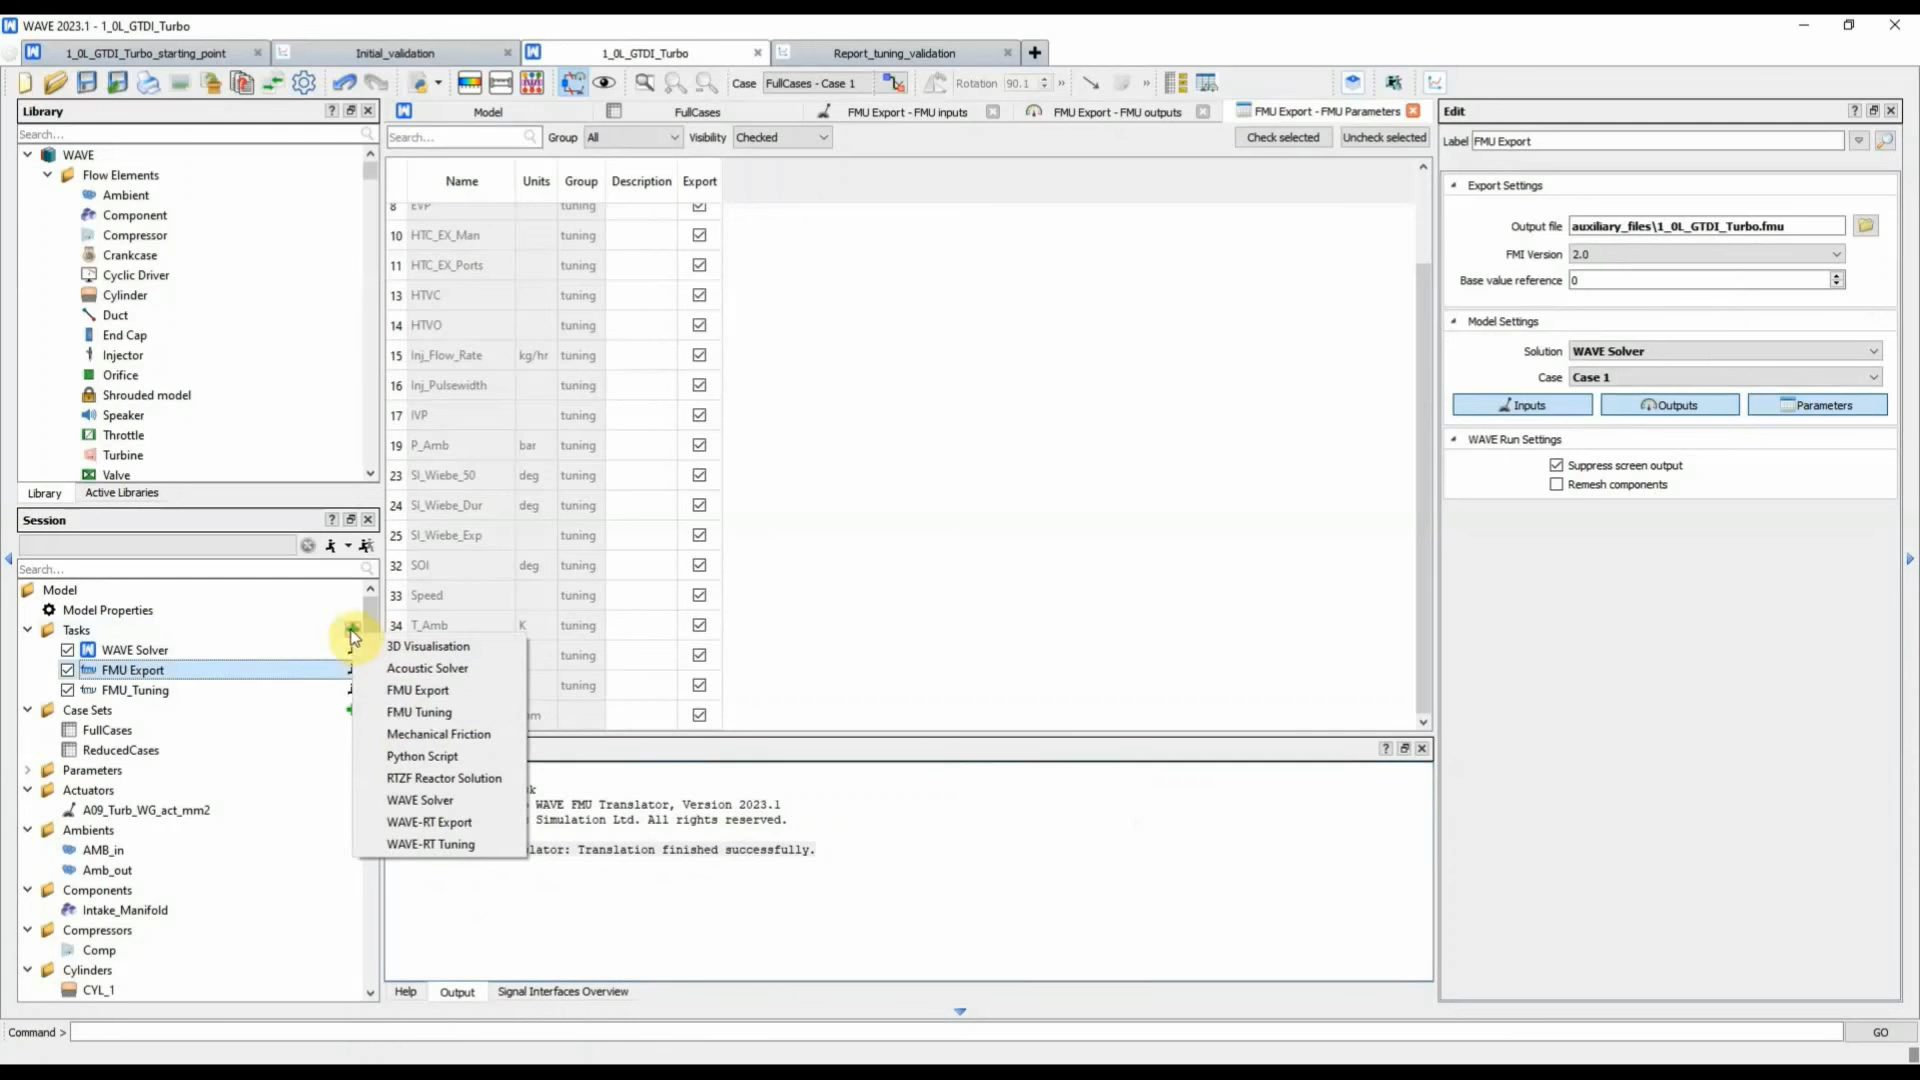 WAVE 2023.1 - 1_0L_GTDI_Turbo
1_0L_GTDI_Turbo_starting_point
Initial_validation
1_0L_GTDI_Turbo
Report_tuning_validation
Case FullCases - Case 1
Rotation 90.1
Library
Search...
WAVE
Flow Elements
Ambient
Component
Compressor
Crankcase
Cyclic Driver
Cylinder
Duct
End Cap
Injector
Orifice
Shrouded model
Speaker
Throttle
Turbine
Valve
Library Active Libraries
Session
Search...
Model
Model Properties
Tasks
WAVE Solver
FMU Export
FMU_Tuning
Case Sets
FullCases
ReducedCases
Parameters
Actuators
A09_Turb_WG_act_mm2
Ambients
AMB_in
Amb_out
Components
Intake_Manifold
Compressors
Comp
Cylinders
CYL_1
Model
FullCases
FMU Export - FMU inputs
FMU Export - FMU outputs
FMU Export - FMU Parameters
Search... Group All Visibility Checked Check selected Uncheck selected
Name Units Group Description Export
8 EVP tuning
10 HTC_EX_Man tuning
11 HTC_EX_Ports tuning
13 HTVC tuning
14 HTVO tuning
15 Inj_Flow_Rate kg/hr tuning
16 Inj_Pulsewidth tuning
17 IVP tuning
19 P_Amb bar tuning
23 SI_Wiebe_50 deg tuning
24 SI_Wiebe_Dur deg tuning
25 SI_Wiebe_Exp tuning
32 SOI deg tuning
33 Speed tuning
34 T_Amb K tuning
tuning
tuning
3D Visualisation
Acoustic Solver
FMU Export
FMU Tuning
Mechanical Friction
Python Script
RTZF Reactor Solution
WAVE Solver
WAVE-RT Export
WAVE-RT Tuning
WAVE FMU Translator, Version 2023.1
Simulation Ltd. All rights reserved.
lator: Translation finished successfully.
Help Output Signal Interfaces Overview
Edit
Label FMU Export
Export Settings
Output file auxiliary_files\1_0L_GTDI_Turbo.fmu
FMI Version 2.0
Base value reference 0
Model Settings
Solution WAVE Solver
Case Case 1
Inputs Outputs Parameters
WAVE Run Settings
Suppress screen output
Remesh components
Command > GO